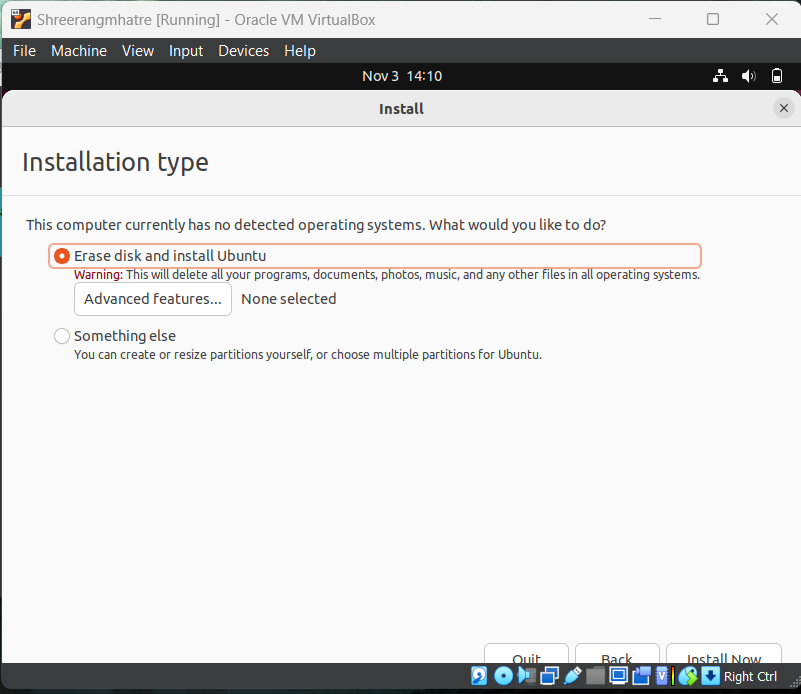 Shreerangmhatre [Running] - Oracle VM VirtualBox
File Machine View Input Devices Help
Nov 3 14:10
Install
Installation type
This computer currently has no detected operating systems. What would you like to do?
Erase disk and install Ubuntu
Warning: This will delete all your programs, documents, photos, music, and any other files in all operating systems.
Advanced features... None selected
Something else
You can create or resize partitions yourself, or choose multiple partitions for Ubuntu.
Quit Back Install Now
Right Ctrl